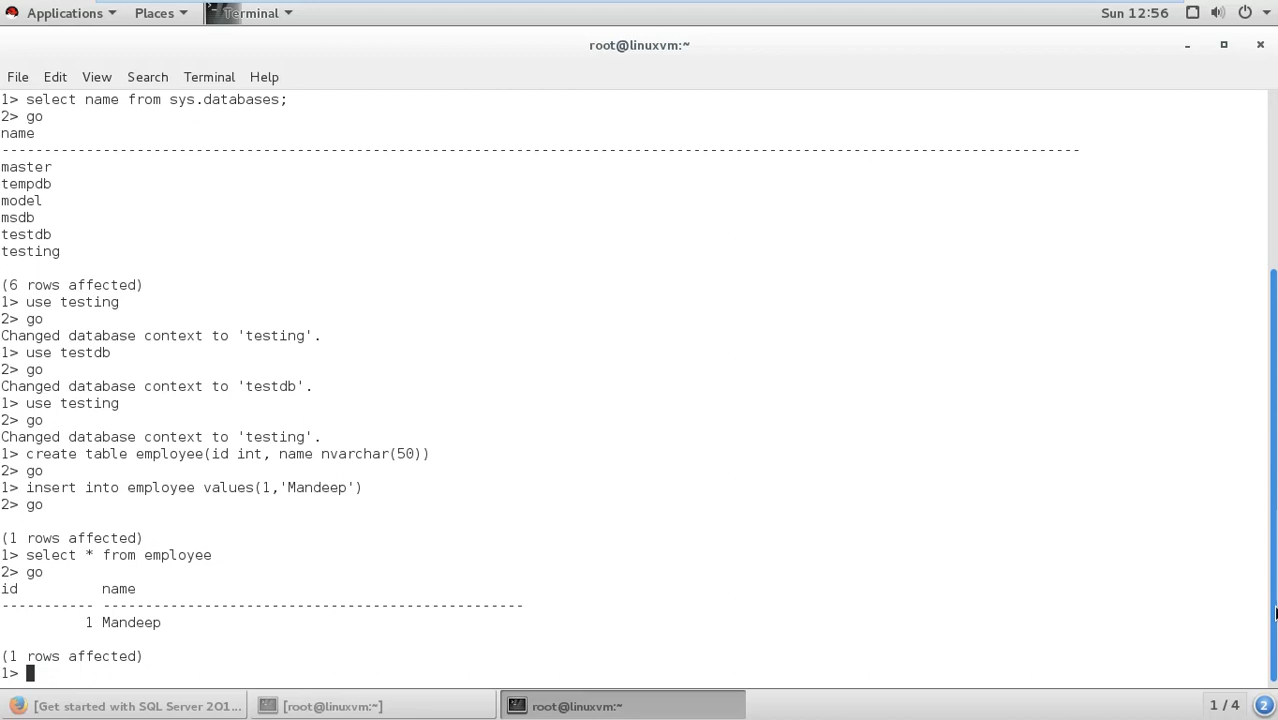 Applications Places Terminal Sun 12:56
root@linuxvm:~
File Edit View Search Terminal Help
1> select name from sys.databases;
2> go
name
--------------------------------------------------------------------------------------------------------------------------------
master
tempdb
model
msdb
testdb
testing
(6 rows affected)
1> use testing
2> go
Changed database context to 'testing'.
1> use testdb
2> go
Changed database context to 'testdb'.
1> use testing
2> go
Changed database context to 'testing'.
1> create table employee(id int, name nvarchar(50))
2> go
1> insert into employee values(1,'Mandeep')
2> go
(1 rows affected)
1> select * from employee
2> go
id name
----------- --------------------------------------------------
1 Mandeep
(1 rows affected)
1>
[Get started with SQL Server 201... [root@linuxvm:~] root@linuxvm:~ 1 / 4 2